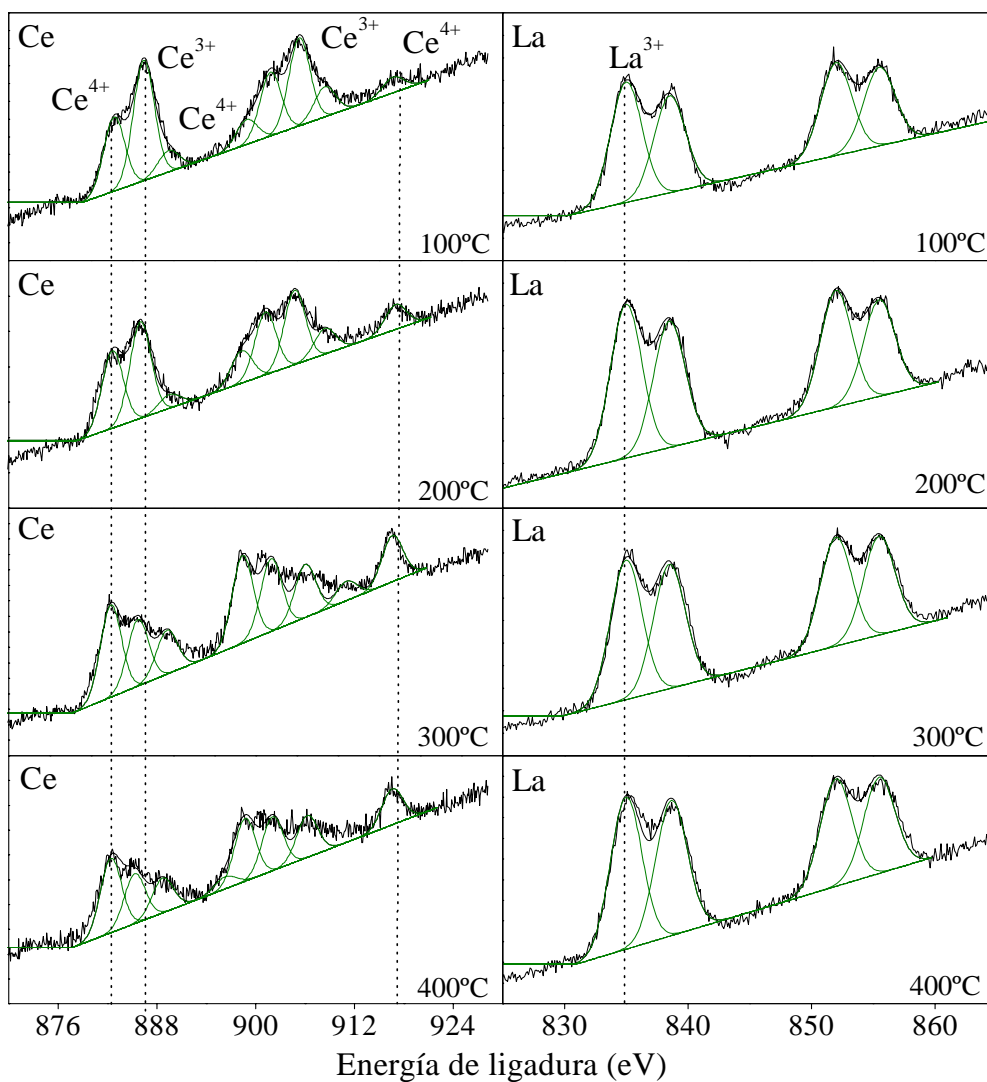 Ce
Ce4+
Ce3+
Ce4+
Ce3+
Ce4+
100ºC
La
La3+
100ºC
Ce
200ºC
La
200ºC
Ce
300ºC
La
300ºC
Ce
400ºC
La
400ºC
876 888 900 912 924
830 840 850 860
Energía de ligadura (eV)